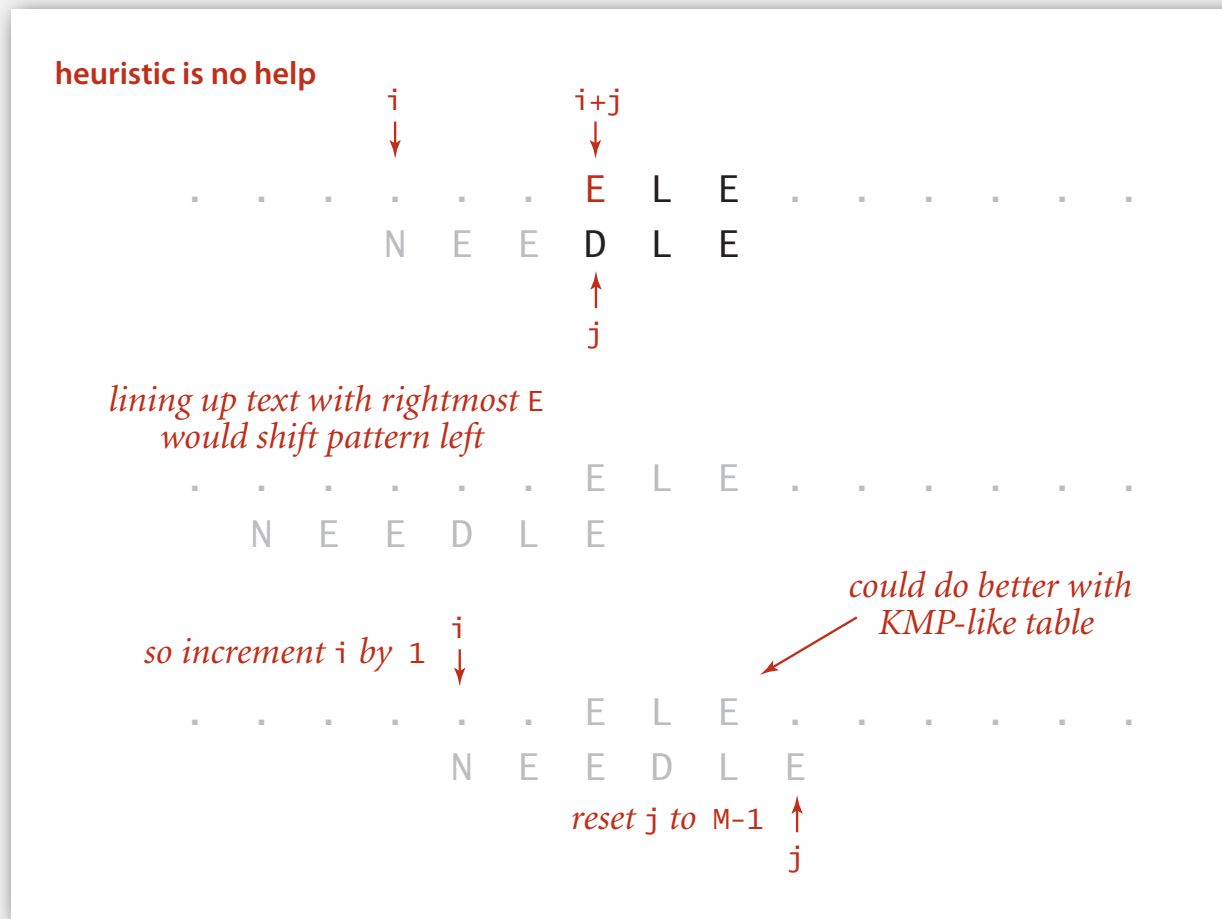 heuristic is no help
i i+j
. . . . . . E L E . . . . . .
N E E D L E
j
lining up text with rightmost E
would shift pattern left
. . . . . . E L E . . . . . .
N E E D L E
could do better with
KMP-like table
i
so increment i by 1
. . . . . . E L E . . . . . .
N E E D L E
reset j to M-1
j